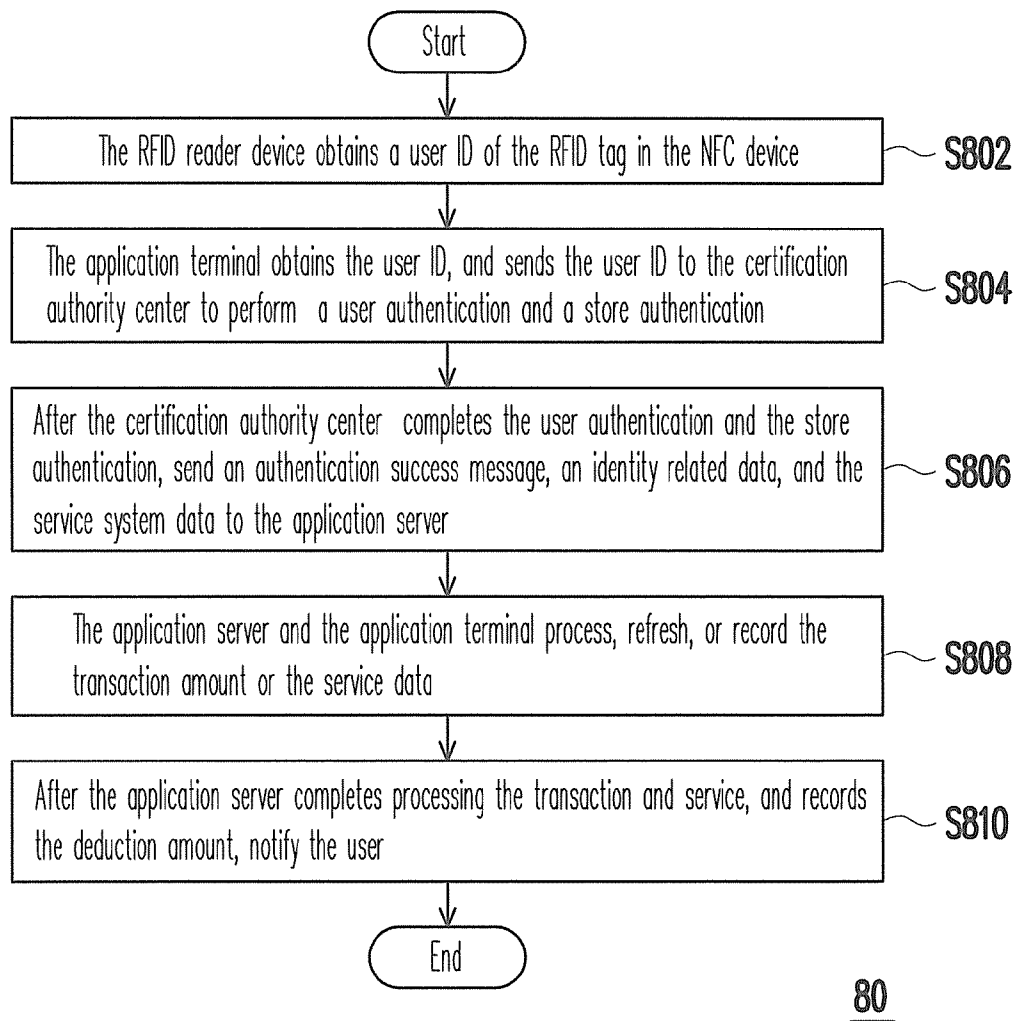 Start
The RFID reader device obtains a user ID of the RFID tag in the NFC device
S802
The application terminal obtains the user ID, and sends the user ID to the certification
authority center to perform a user authentication and a store authentication
S804
After the certification authority center completes the user authentication and the store
authentication, send an authentication success message, an identity related data, and the
service system data to the application server
S806
The application server and the application terminal process, refresh, or record the
transaction amount or the service data
S808
After the application server completes processing the transaction and service, and records
the deduction amount, notify the user
S810
End
80